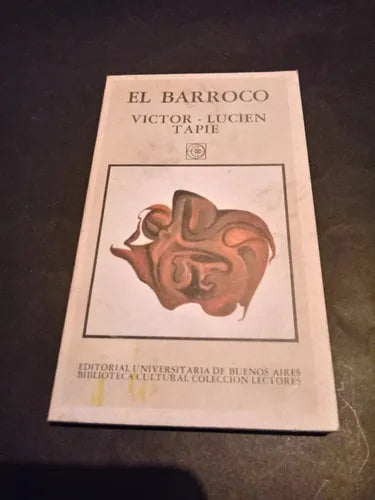 EL BARROCO
VICTOR - LUCIEN
TAPIE
EDITORIAL UNIVERSITARIA DE BUENOS AIRES
BIBLIOTECA CULTURAL COLECCION LECTORES